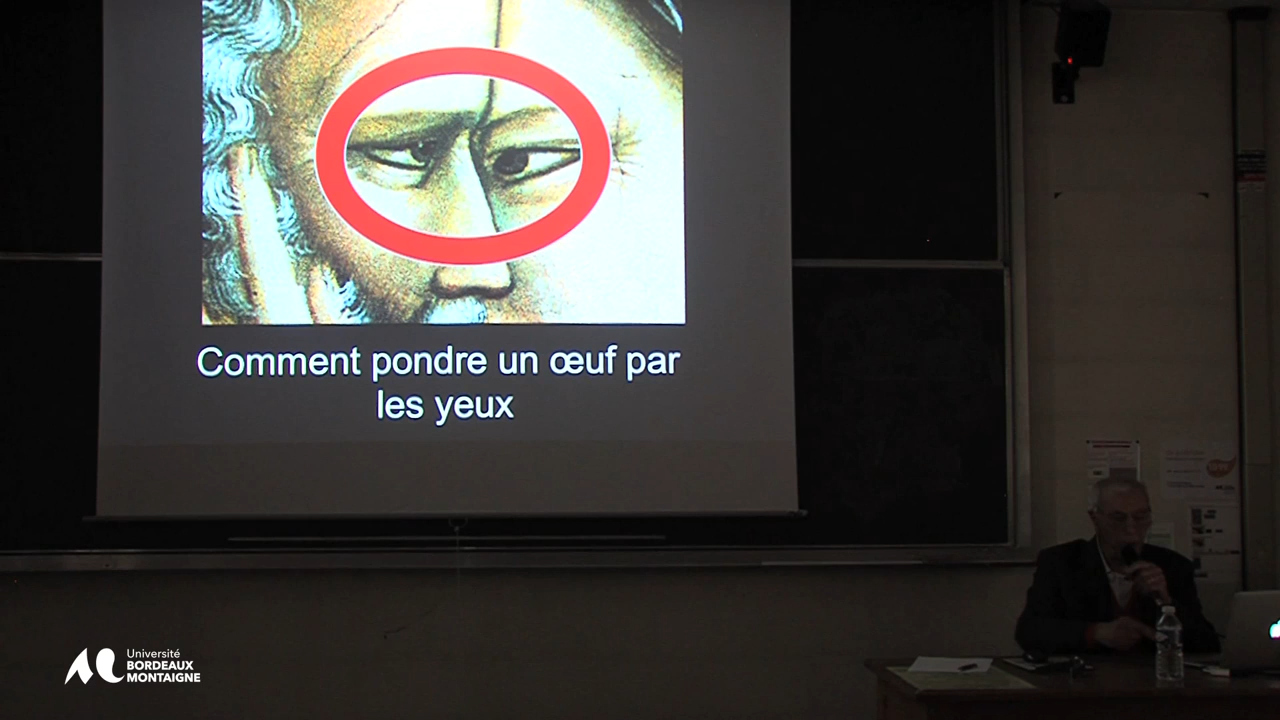 Comment pondre un œuf par
les yeux
Université
BORDEAUX
MONTAIGNE